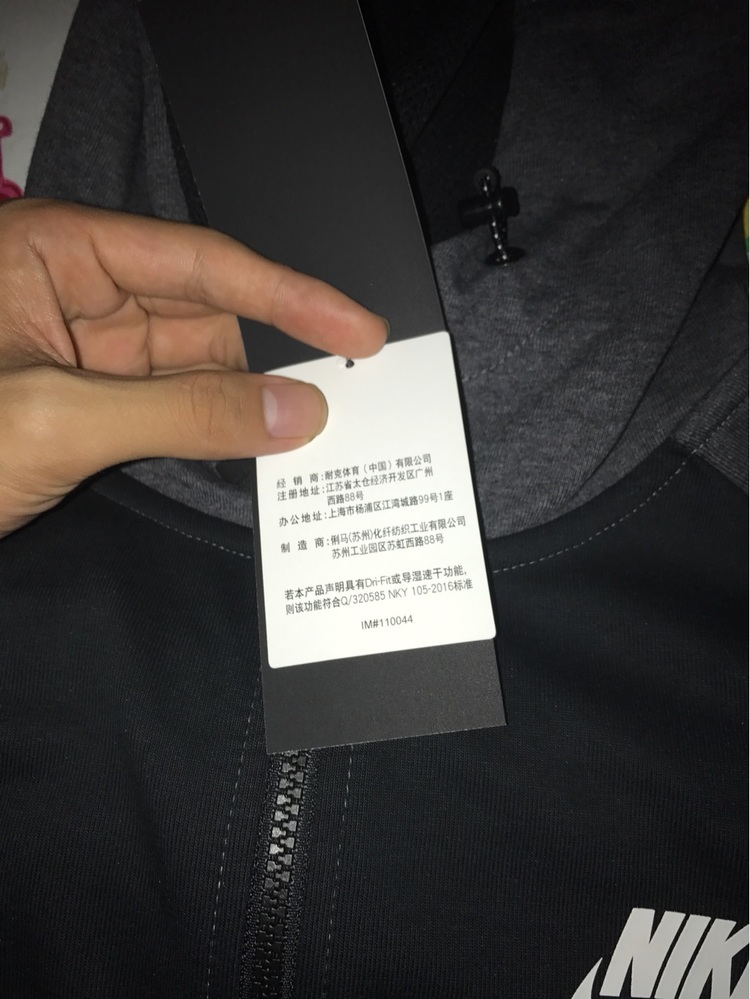 经 销 商:耐克体育(中国)有限公司
注册地址:江苏省太仓经济开发区广州
西路88号
办公地址:上海市杨浦区江湾城路99号1座
制 造 商:俐马(苏州)化纤纺织工业有限公司
苏州工业园区苏虹西路88号
若本产品声明具有Dri-Fit或导湿速干功能,
则该功能符合Q/320585 NKY 105-2016标准
IM#110044
NIK